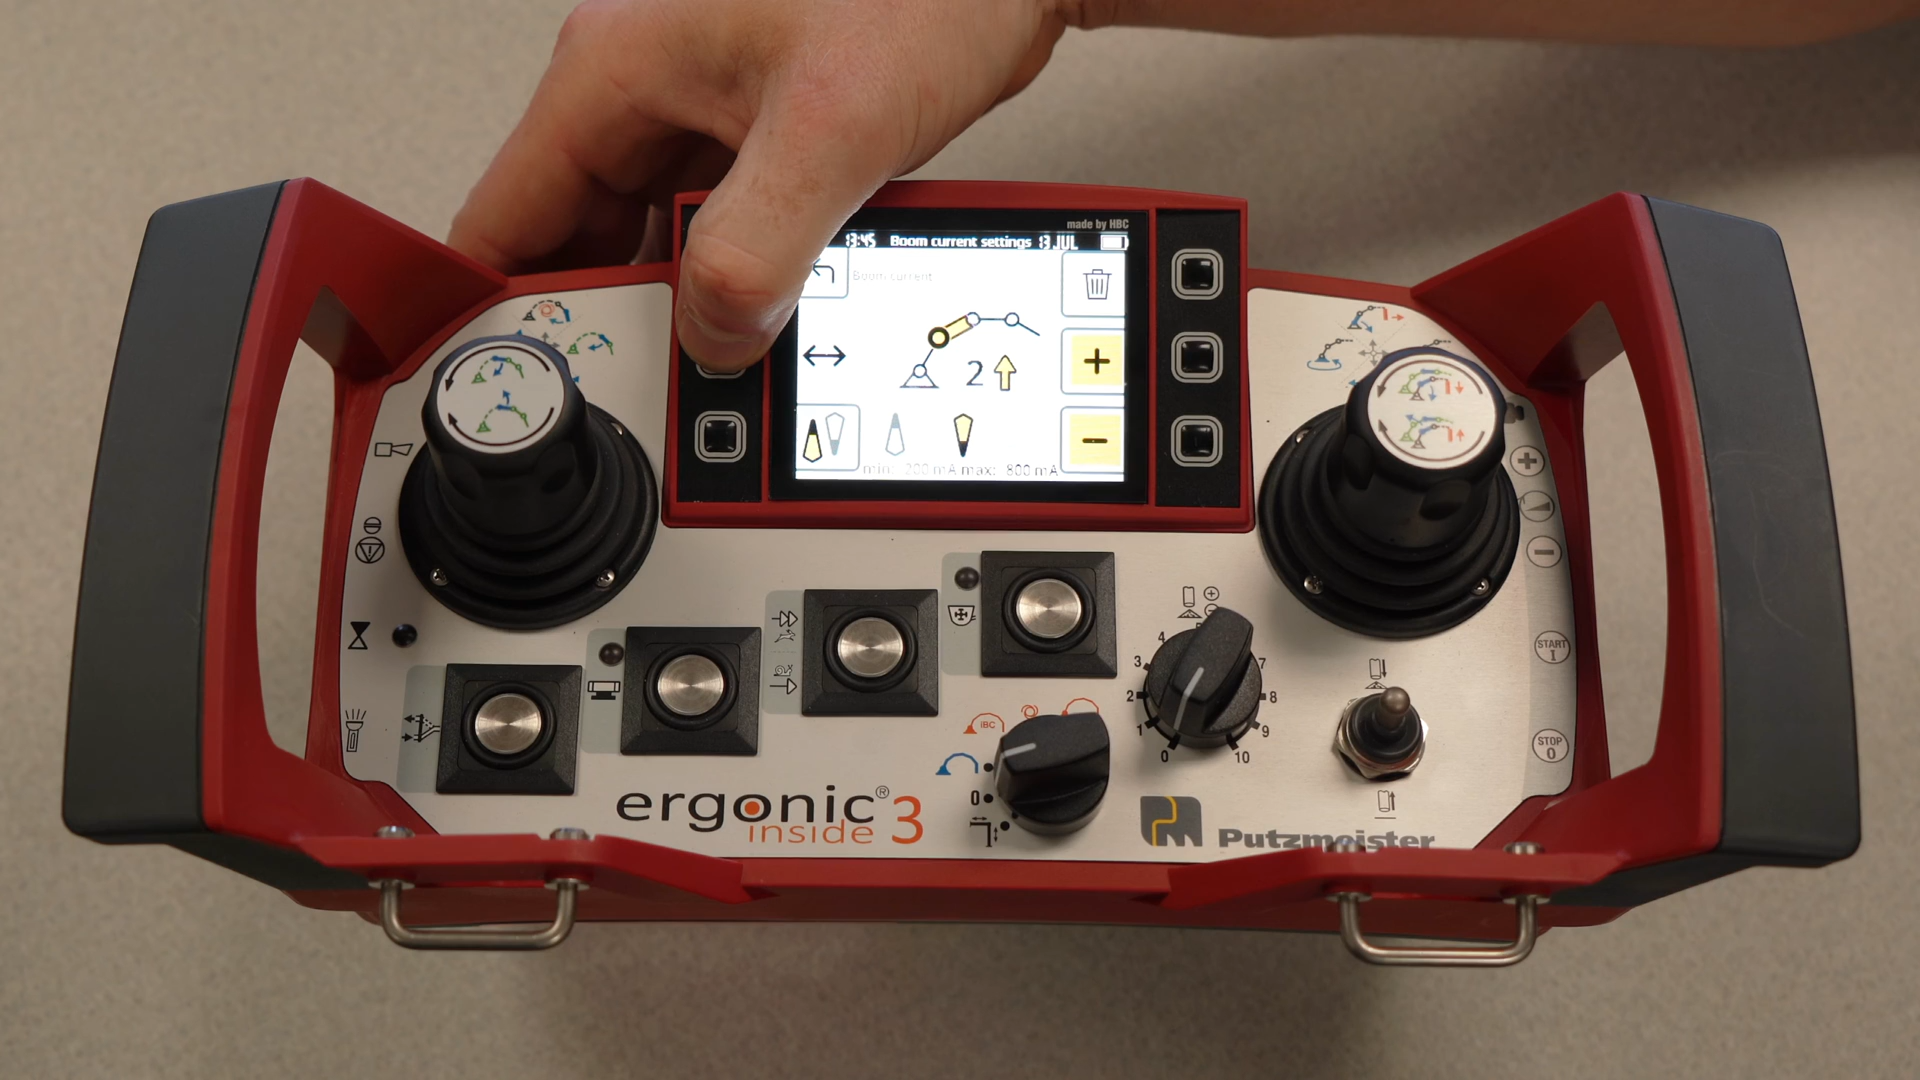 made by HBC
13:45 Boom current settings 13 JUL
Boom current
+
2
−
min: 200 mA max: 800 mA
+
−
START
I
STOP
0
4
3
2
1
0
7
8
9
10
iBC
0
ergonic® 3
inside
Putzmeister